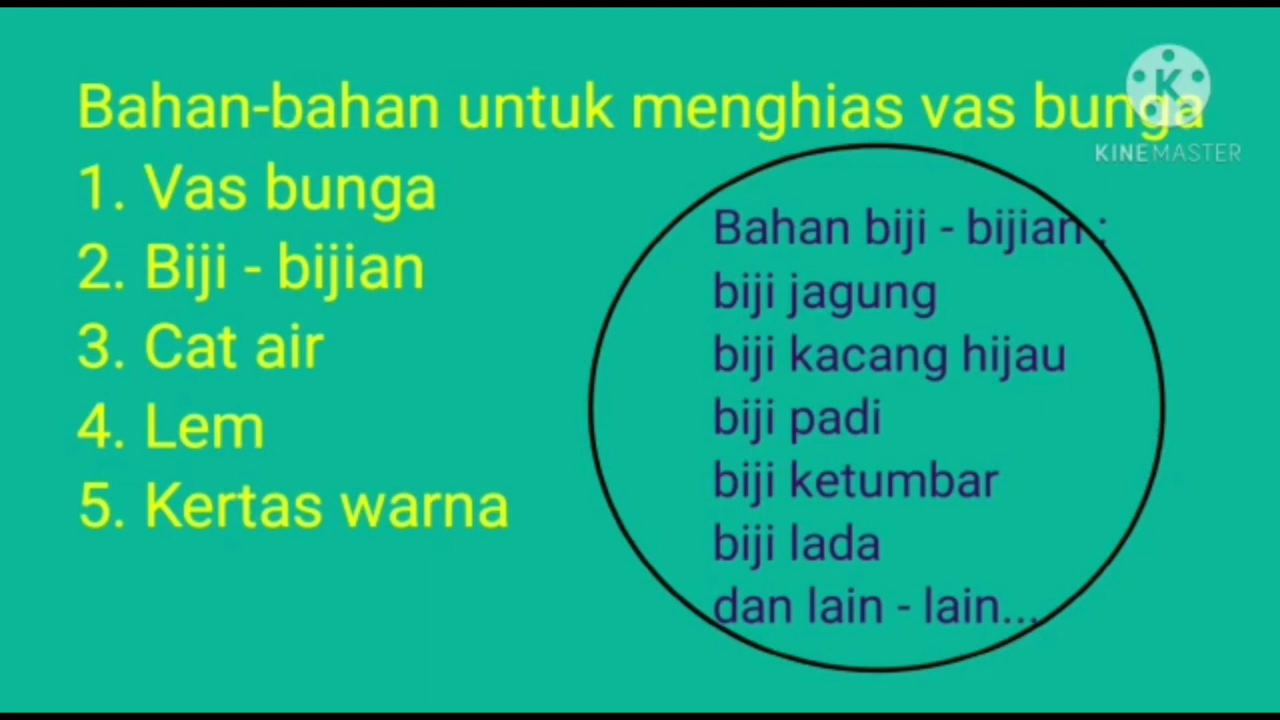 Bahan-bahan untuk menghias vas bunga
KINEMASTER
1. Vas bunga
2. Biji - bijian
3. Cat air
4. Lem
5. Kertas warna
Bahan biji - bijian :
biji jagung
biji kacang hijau
biji padi
biji ketumbar
biji lada
dan lain - lain...